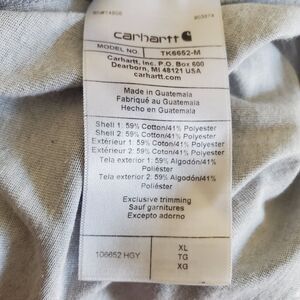 carhartt
MODEL NO. TK6652-M
Carhartt, Inc. P.O. Box 600
Dearborn, MI 48121 USA
carhartt.com
Made in Guatemala
Fabriqué au Guatemala
Hecho en Guatemala
Shell 1: 59% Cotton/41% Polyester
Shell 2: 59% Cotton/41% Polyester
Extérieur 1: 59% Coton/41% Polyester
Extérieur 2: 59% Coton/41% Polyester
Tela exterior 1: 59% Algodón/41%
Poliéster
Tela exterior 2: 59% Algodón/41%
Poliéster
Exclusive trimming
Sauf garnitures
Excepto adorno
106652 HGY
XL
TG
XG